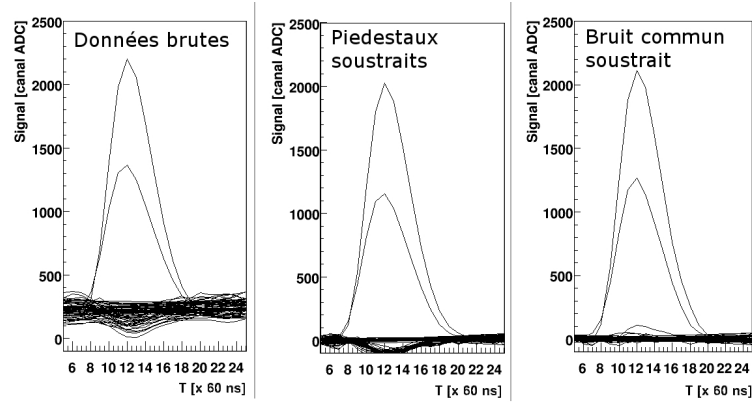 Données brutes
Signal [canal ADC]
2500
2000
1500
1000
500
0
6 8 10 12 14 16 18 20 22 24
T [x 60 ns]
Piedestaux
soustraits
Signal [canal ADC]
2500
2000
1500
1000
500
0
6 8 10 12 14 16 18 20 22 24
T [x 60 ns]
Bruit commun
soustrait
Signal [canal ADC]
2500
2000
1500
1000
500
0
6 8 10 12 14 16 18 20 22 24
T [x 60 ns]